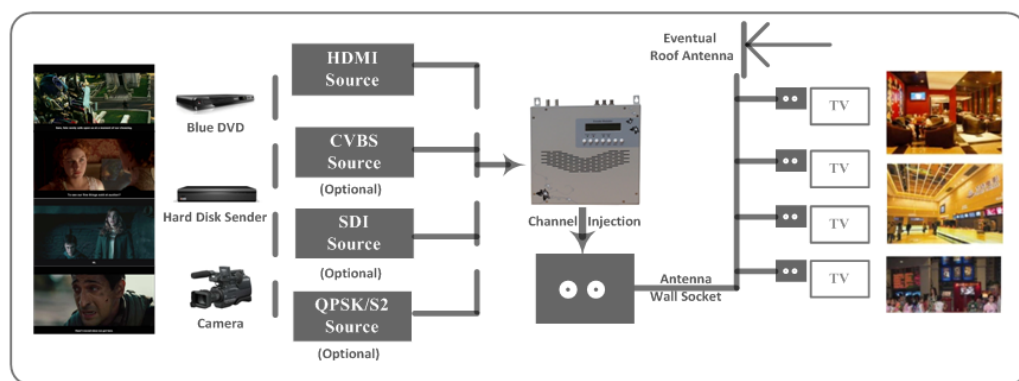 Blue DVD
Hard Disk Sender
Camera
HDMI
Source
CVBS
Source
(Optional)
SDI
Source
(Optional)
QPSK/S2
Source
(Optional)
Channel Injection
Antenna
Wall Socket
Eventual
Roof Antenna
TV
TV
TV
TV